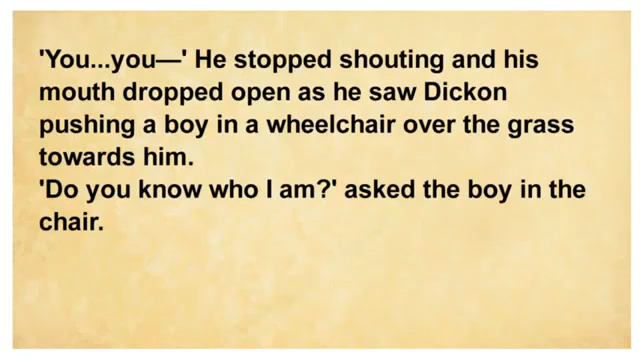 'You...you—' He stopped shouting and his
mouth dropped open as he saw Dickon
pushing a boy in a wheelchair over the grass
towards him.
'Do you know who I am?' asked the boy in the
chair.